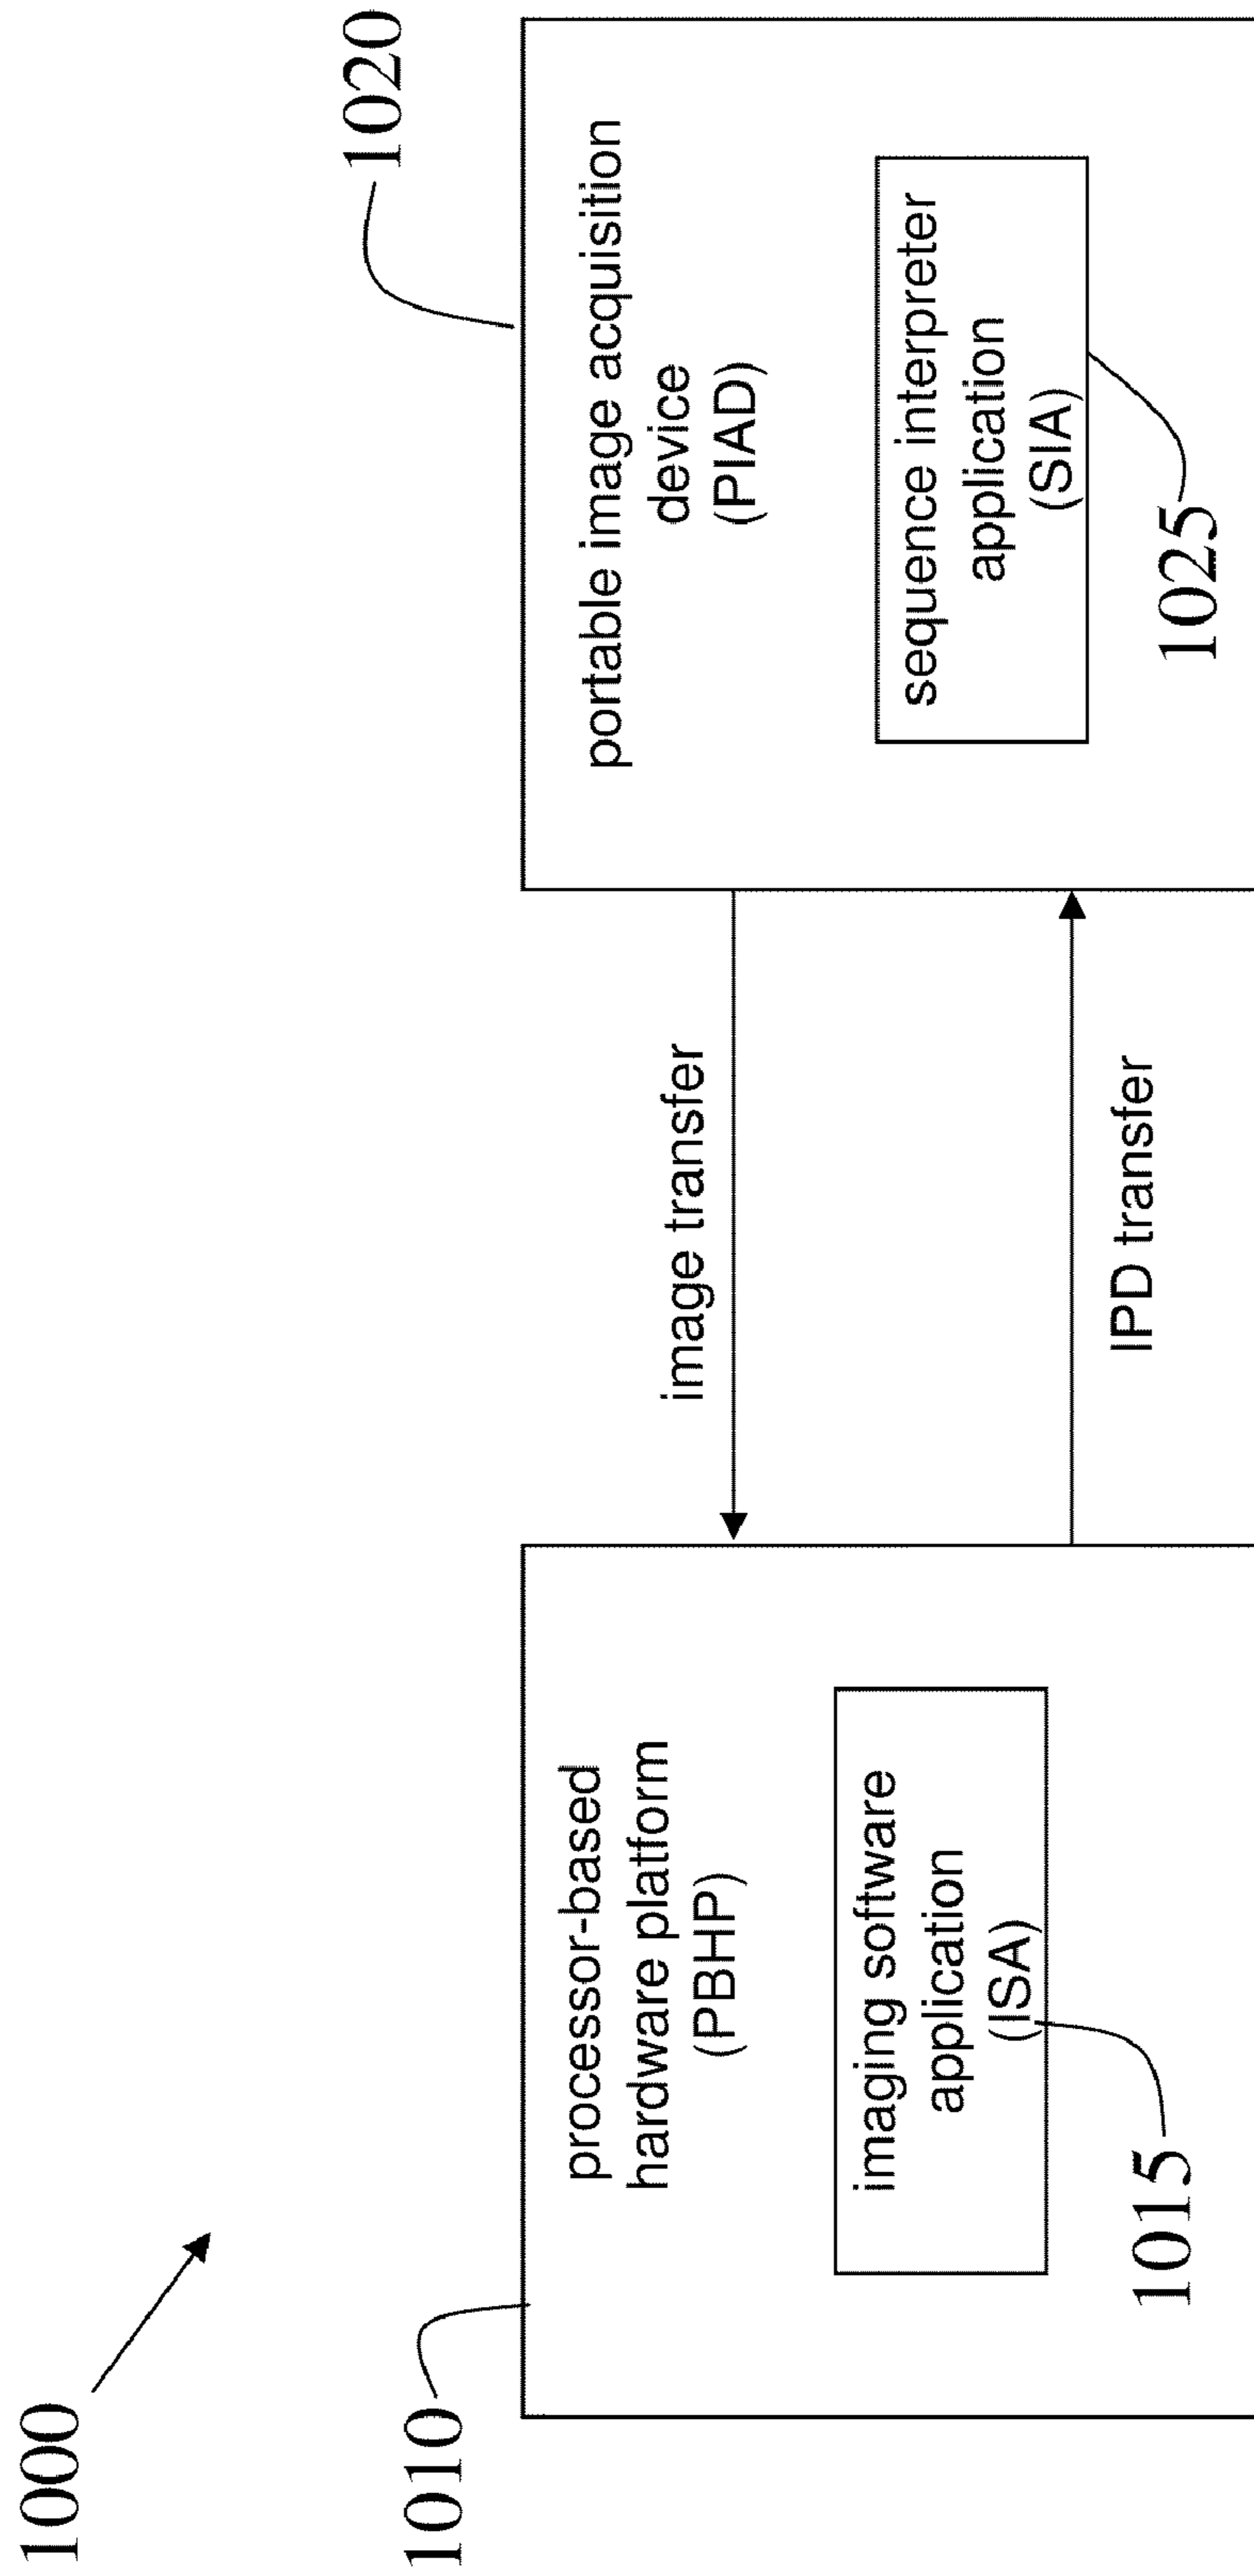 1000
1010
processor-based
hardware platform
(PBHP)
imaging software
application
(ISA)
1015
image transfer
IPD transfer
1020
portable image acquisition
device
(PIAD)
sequence interpreter
application
(SIA)
1025